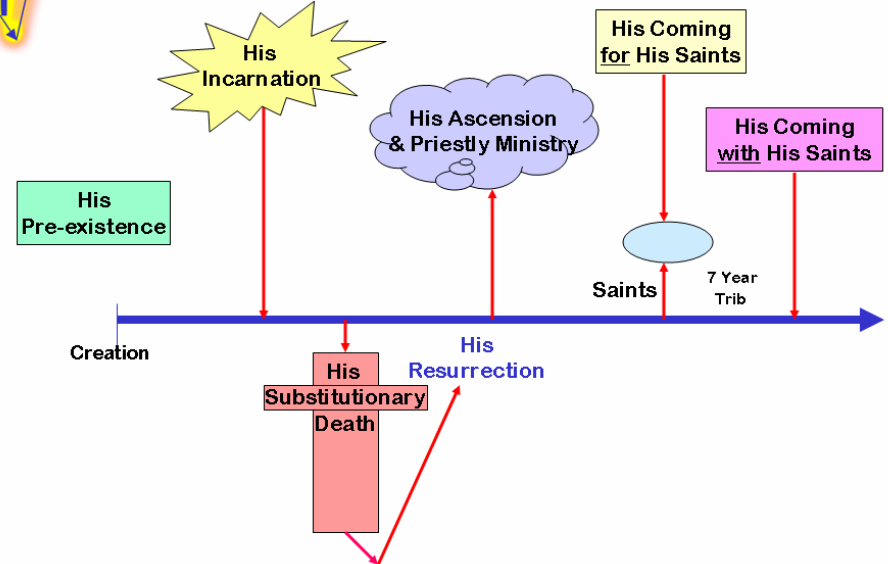 His
Incarnation
His Coming
for His Saints
His Ascension
& Priestly Ministry
His Coming
with His Saints
His
Pre-existence
Saints
7 Year
Trib
Creation
His
Resurrection
His
Substitutionary
Death